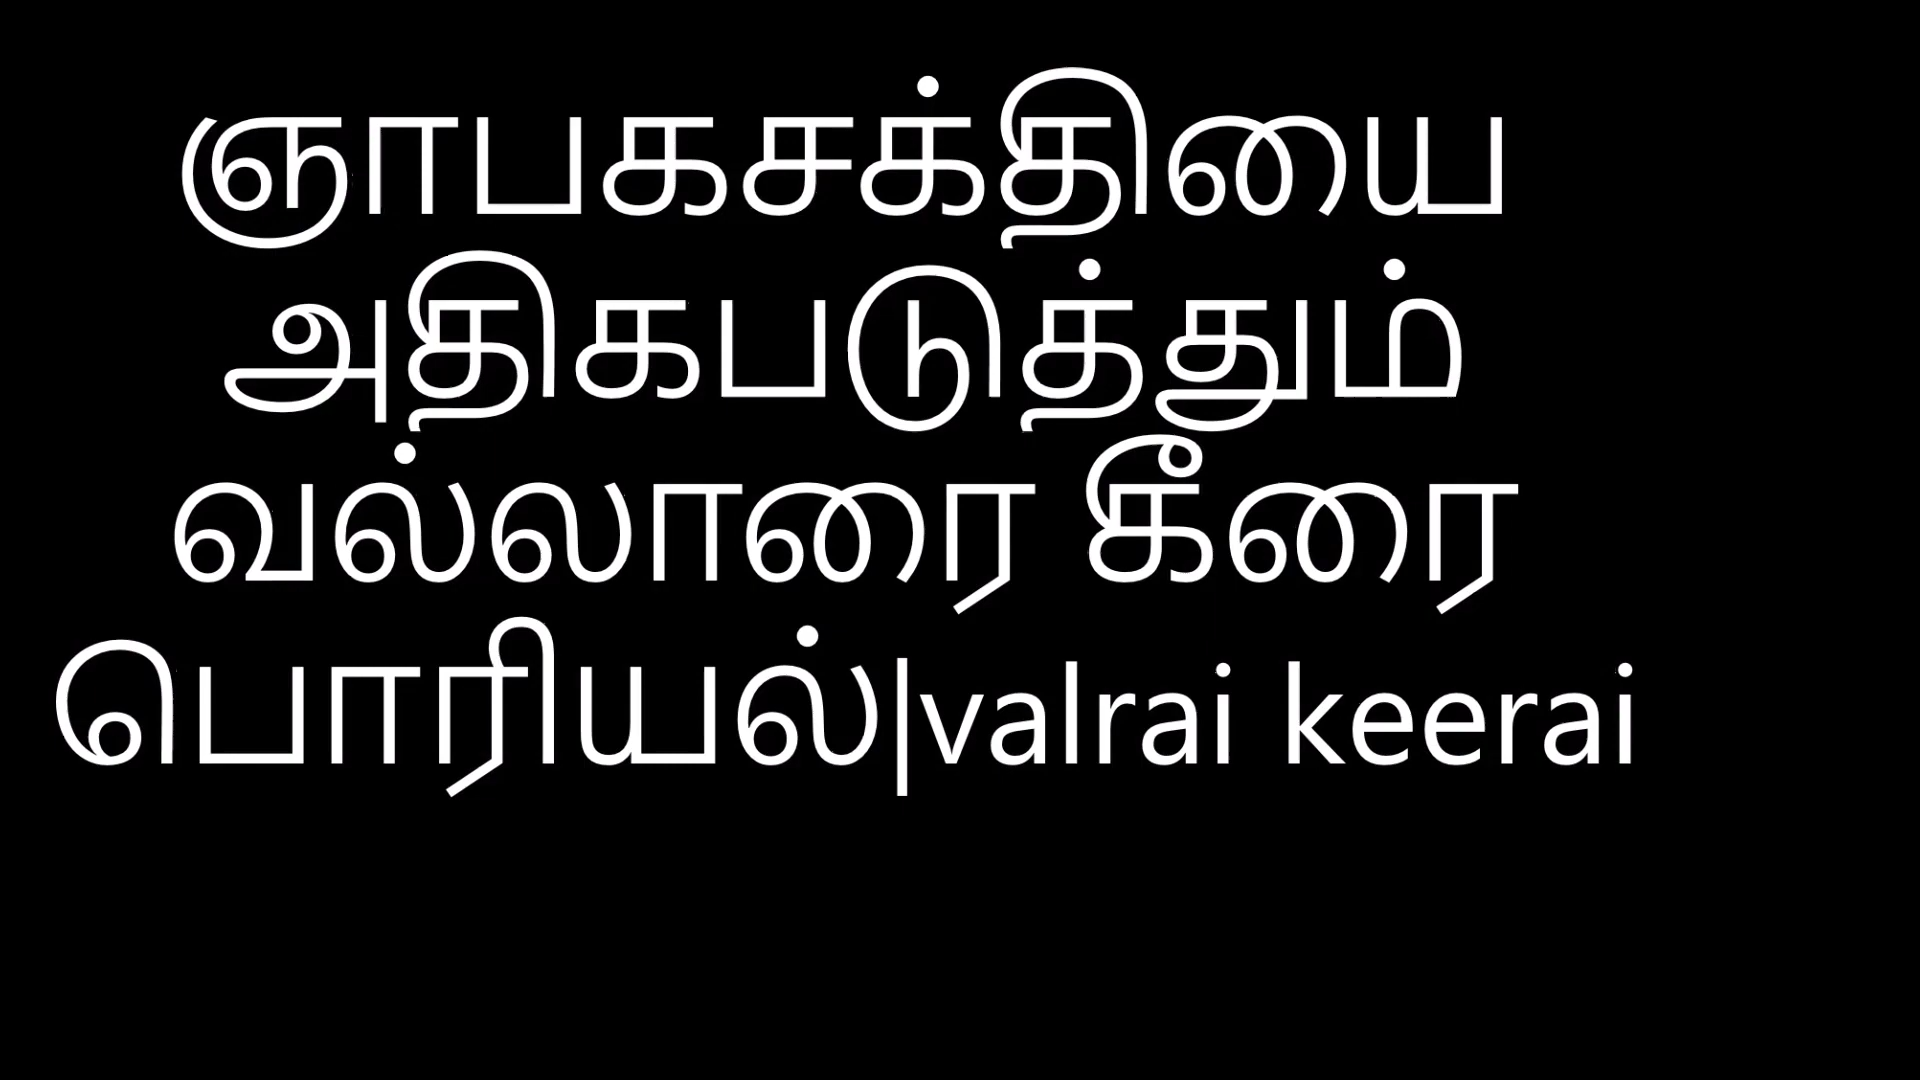 ஞாபகசக்தியை
அதிகபடுத்தும்
வல்லாரை கீரை
பொரியல்|valrai keerai